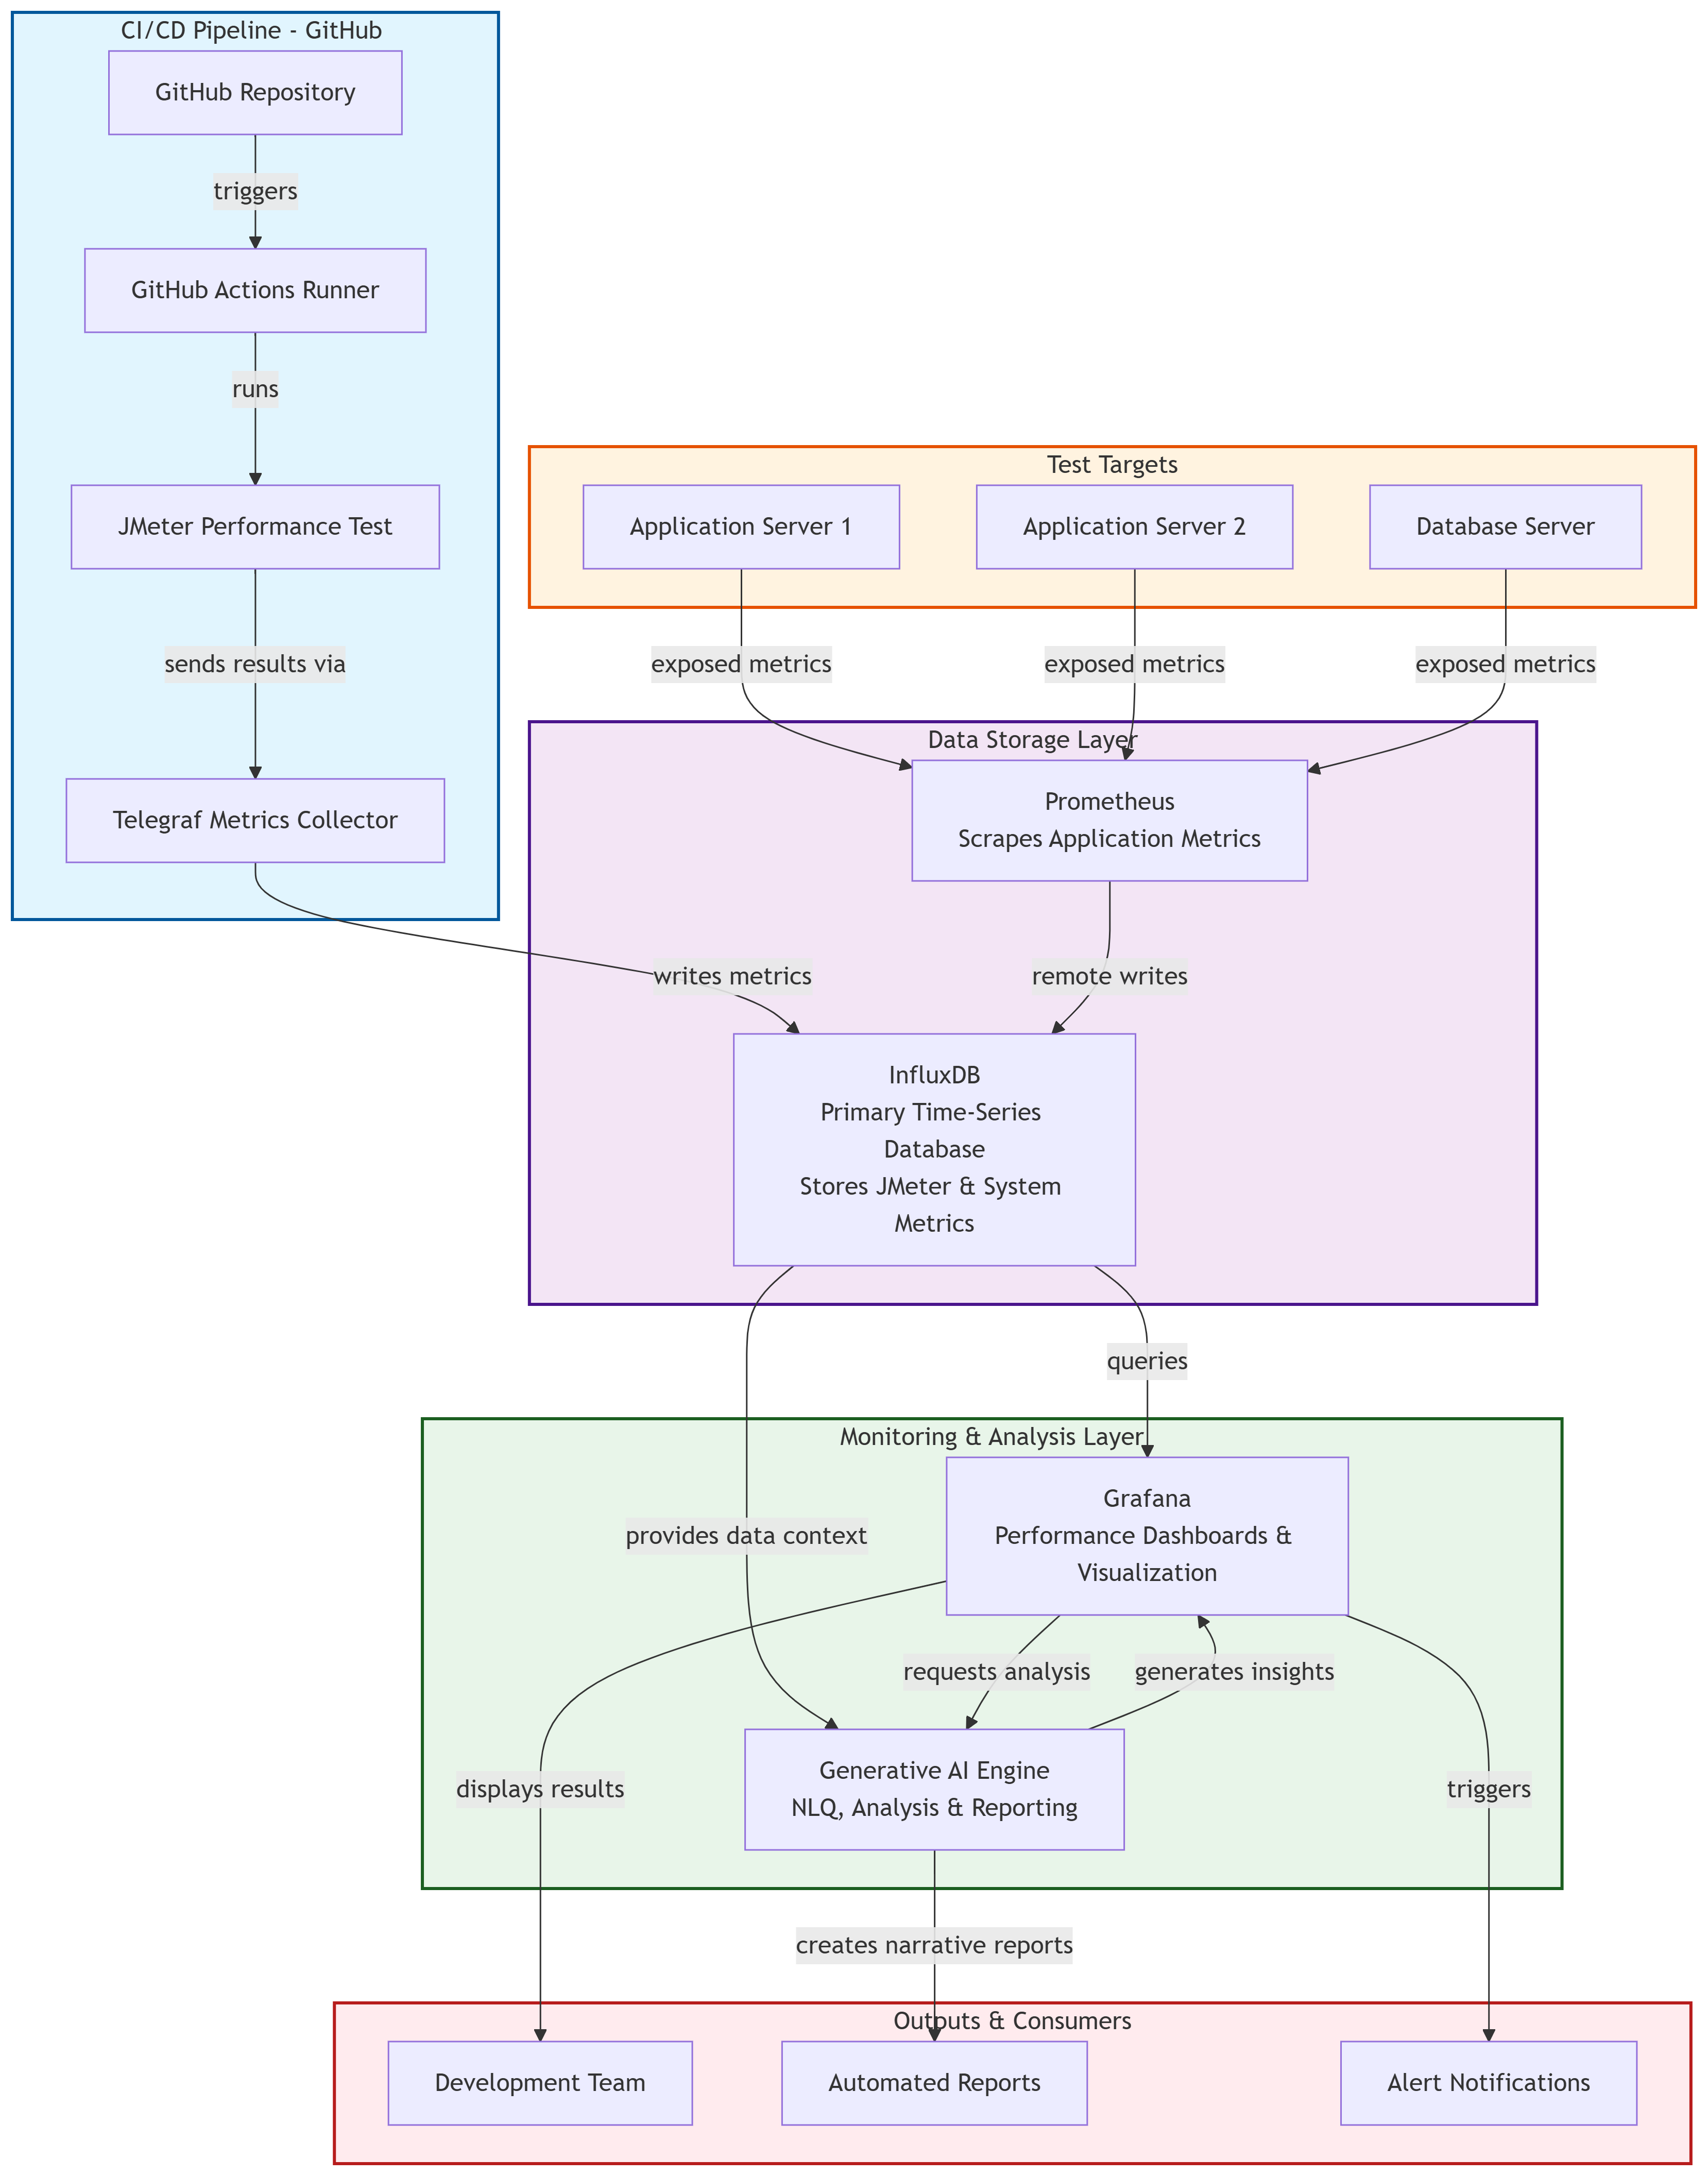 CI/CD Pipeline - GitHub
GitHub Repository
triggers
GitHub Actions Runner
runs
JMeter Performance Test
sends results via
Telegraf Metrics Collector
Test Targets
Application Server 1
Application Server 2
Database Server
exposed metrics
exposed metrics
exposed metrics
Data Storage Layer
Prometheus
Scrapes Application Metrics
writes metrics
remote writes
InfluxDB
Primary Time-Series
Database
Stores JMeter & System
Metrics
queries
Monitoring & Analysis Layer
Grafana
Performance Dashboards &
Visualization
provides data context
requests analysis
generates insights
Generative AI Engine
NLQ, Analysis & Reporting
displays results
triggers
creates narrative reports
Outputs & Consumers
Development Team
Automated Reports
Alert Notifications